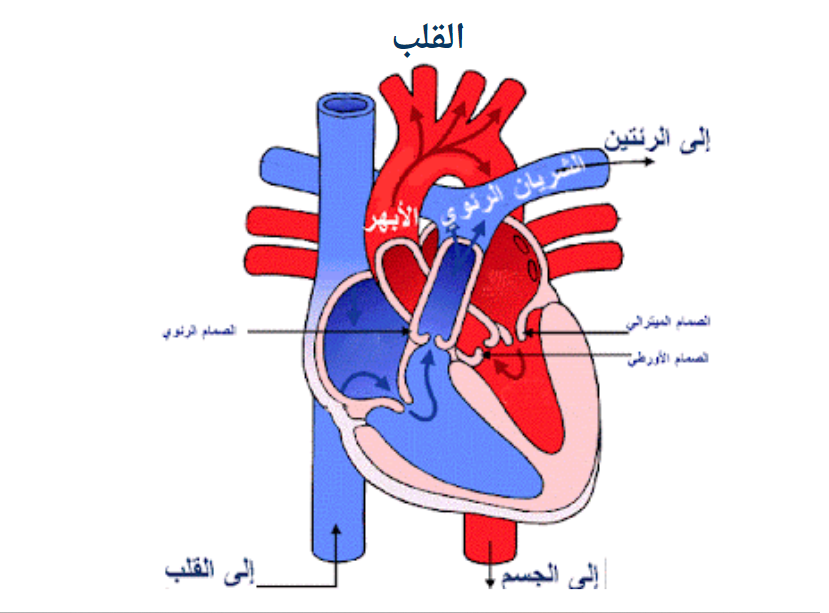 القلب
إلى الرئتين
الشريان الرئوي
الأبهر
الصمام الميترالي
الصمام الرئوي
الصمام الأورطي
إلى القلب
إلى الجسم